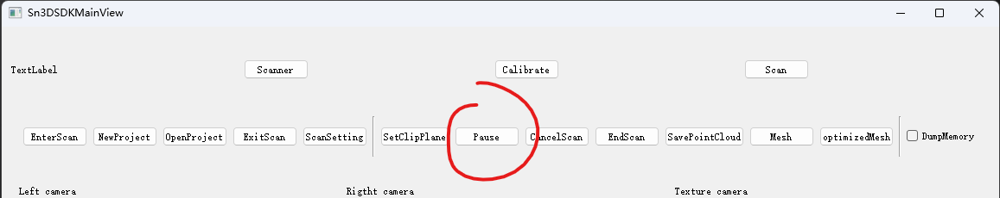 Sn3DSDKMainView
TextLabel Scanner Calibrate Scan
EnterScan NewProject OpenProject ExitScan ScanSetting SetClipPlane Pause CancelScan EndScan SavePointCloud Mesh optimizedMesh DumpMemory
Left camera Rigtht camera Texture camera